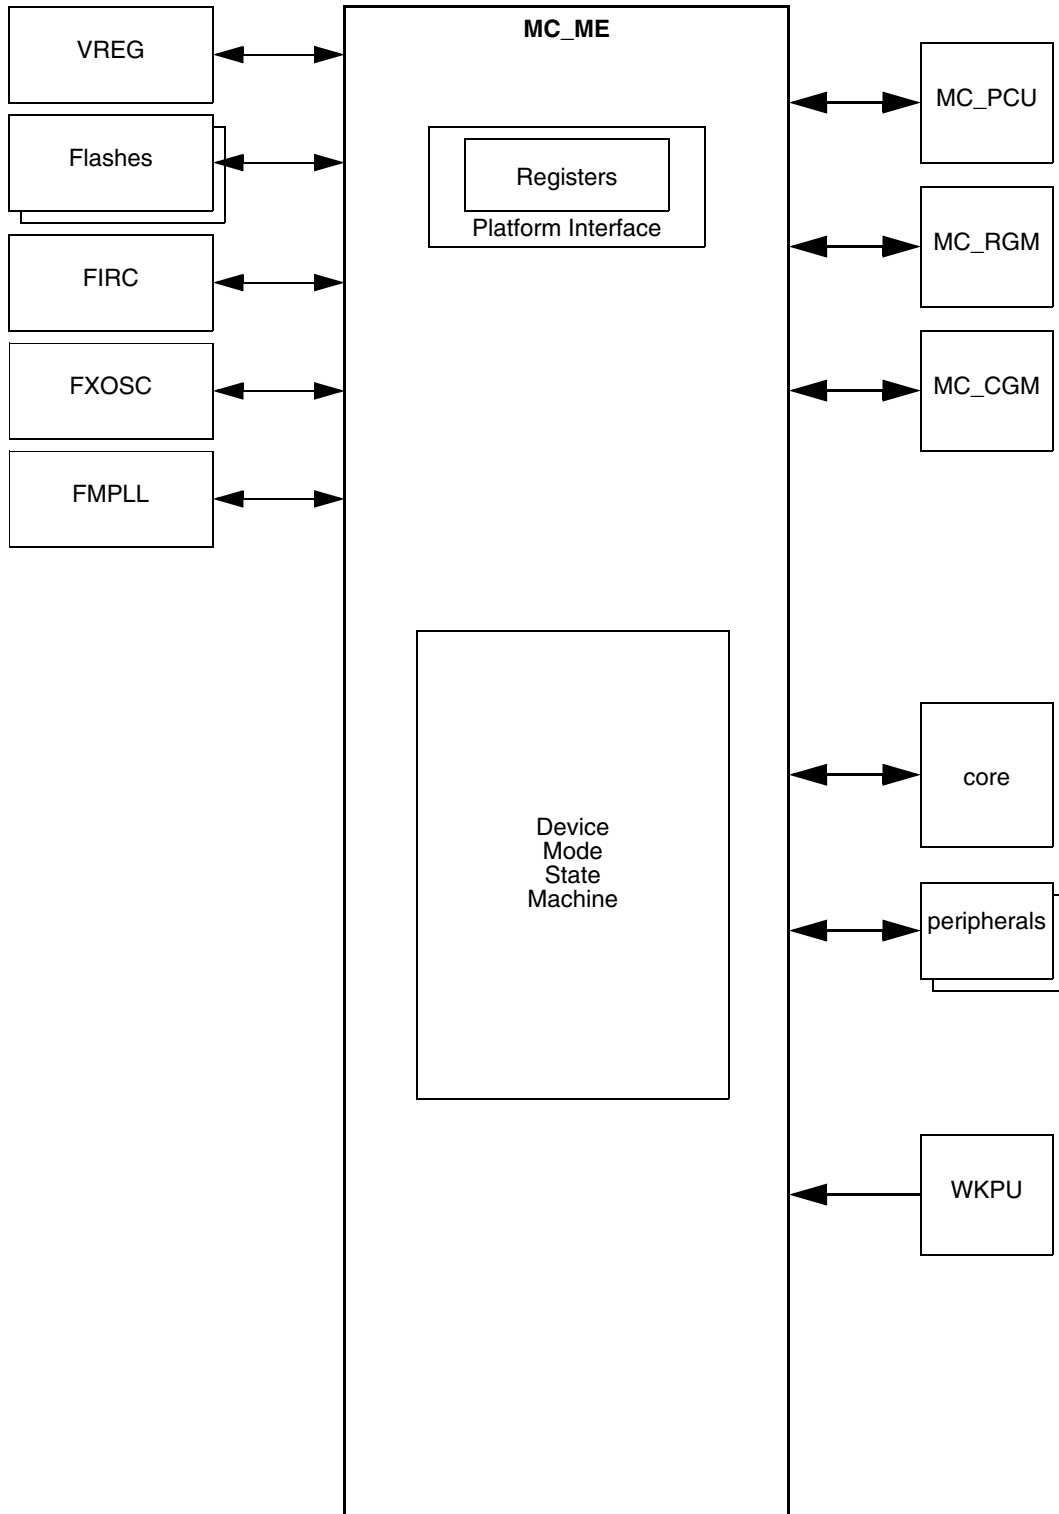 MC_ME
VREG
Flashes
FIRC
FXOSC
FMPLL
Registers
Platform Interface
Device
Mode
State
Machine
MC_PCU
MC_RGM
MC_CGM
core
peripherals
WKPU